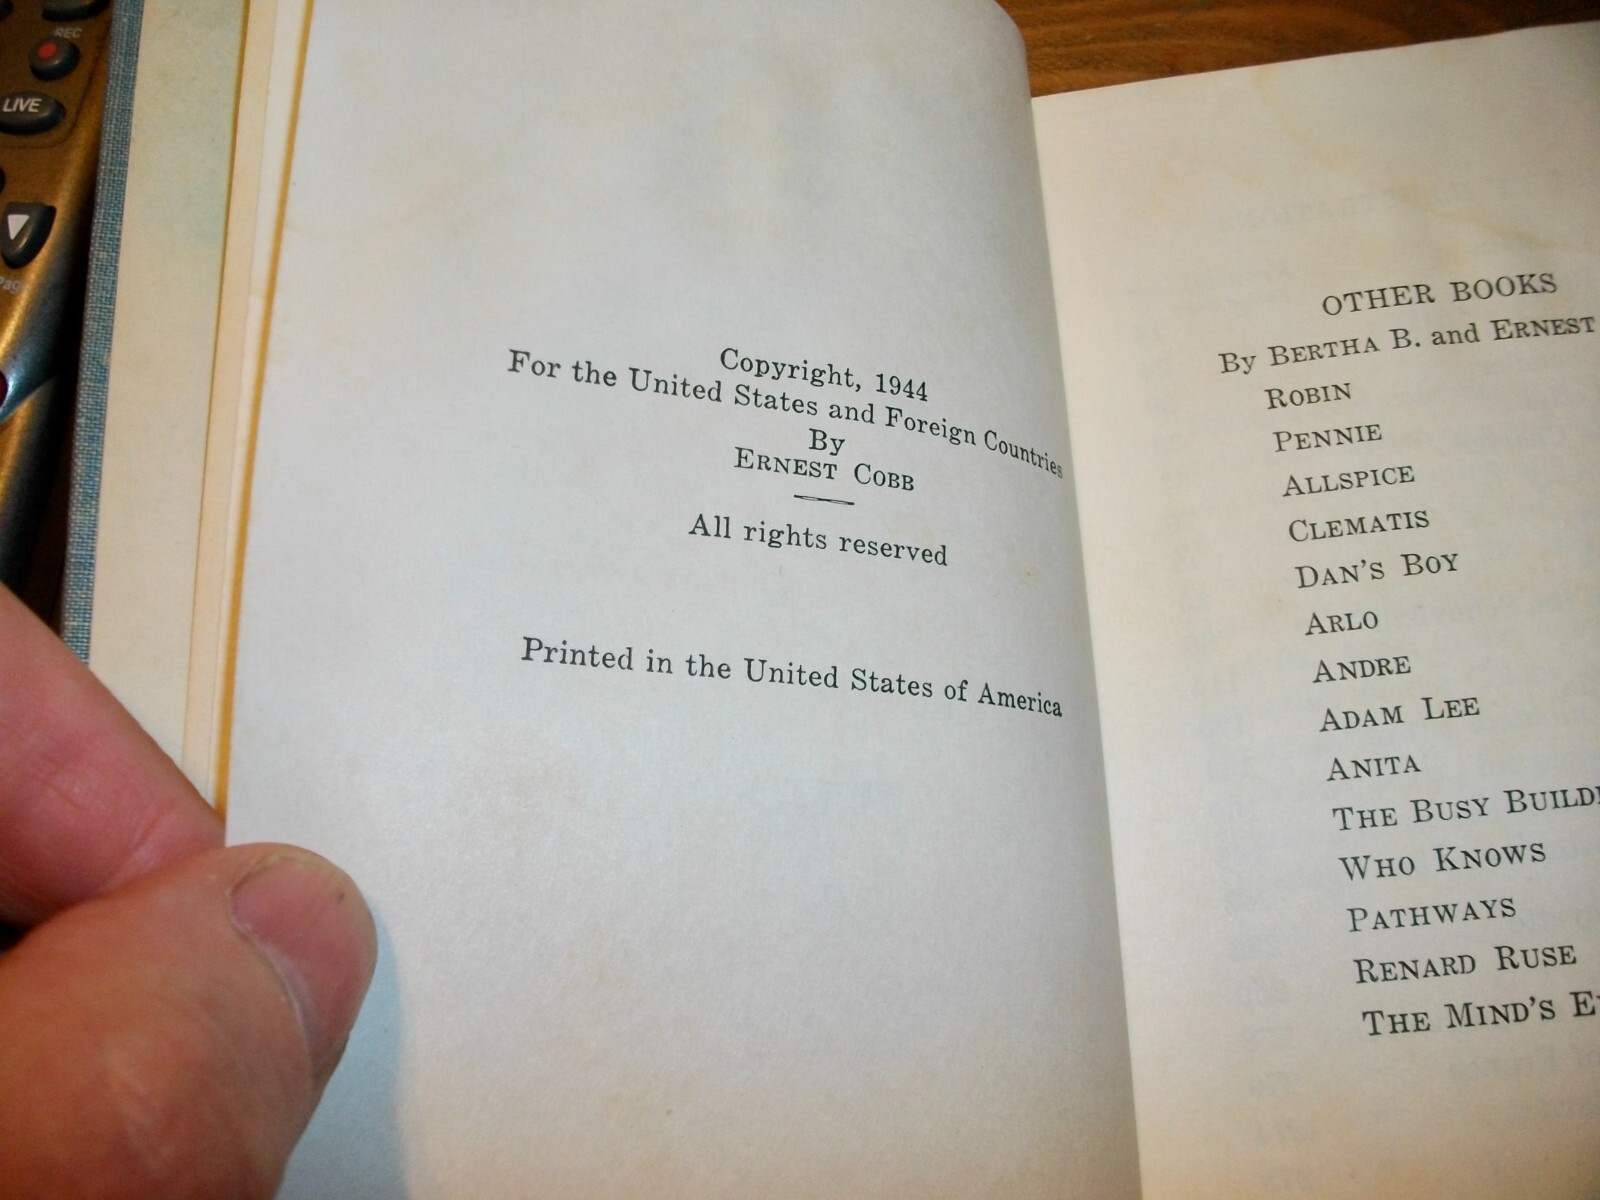 REC
LIVE
Copyright, 1944
For the United States and Foreign Countries
By
ERNEST COBB
All rights reserved
Printed in the United States of America
OTHER BOOKS
By BERTHA B. and ERNEST
ROBIN
PENNIE
ALLSPICE
CLEMATIS
DAN'S BOY
ARLO
ANDRE
ADAM LEE
ANITA
THE BUSY
WHO KNOWS
PATHWAYS
RENARD RUSE
THE MIND'S